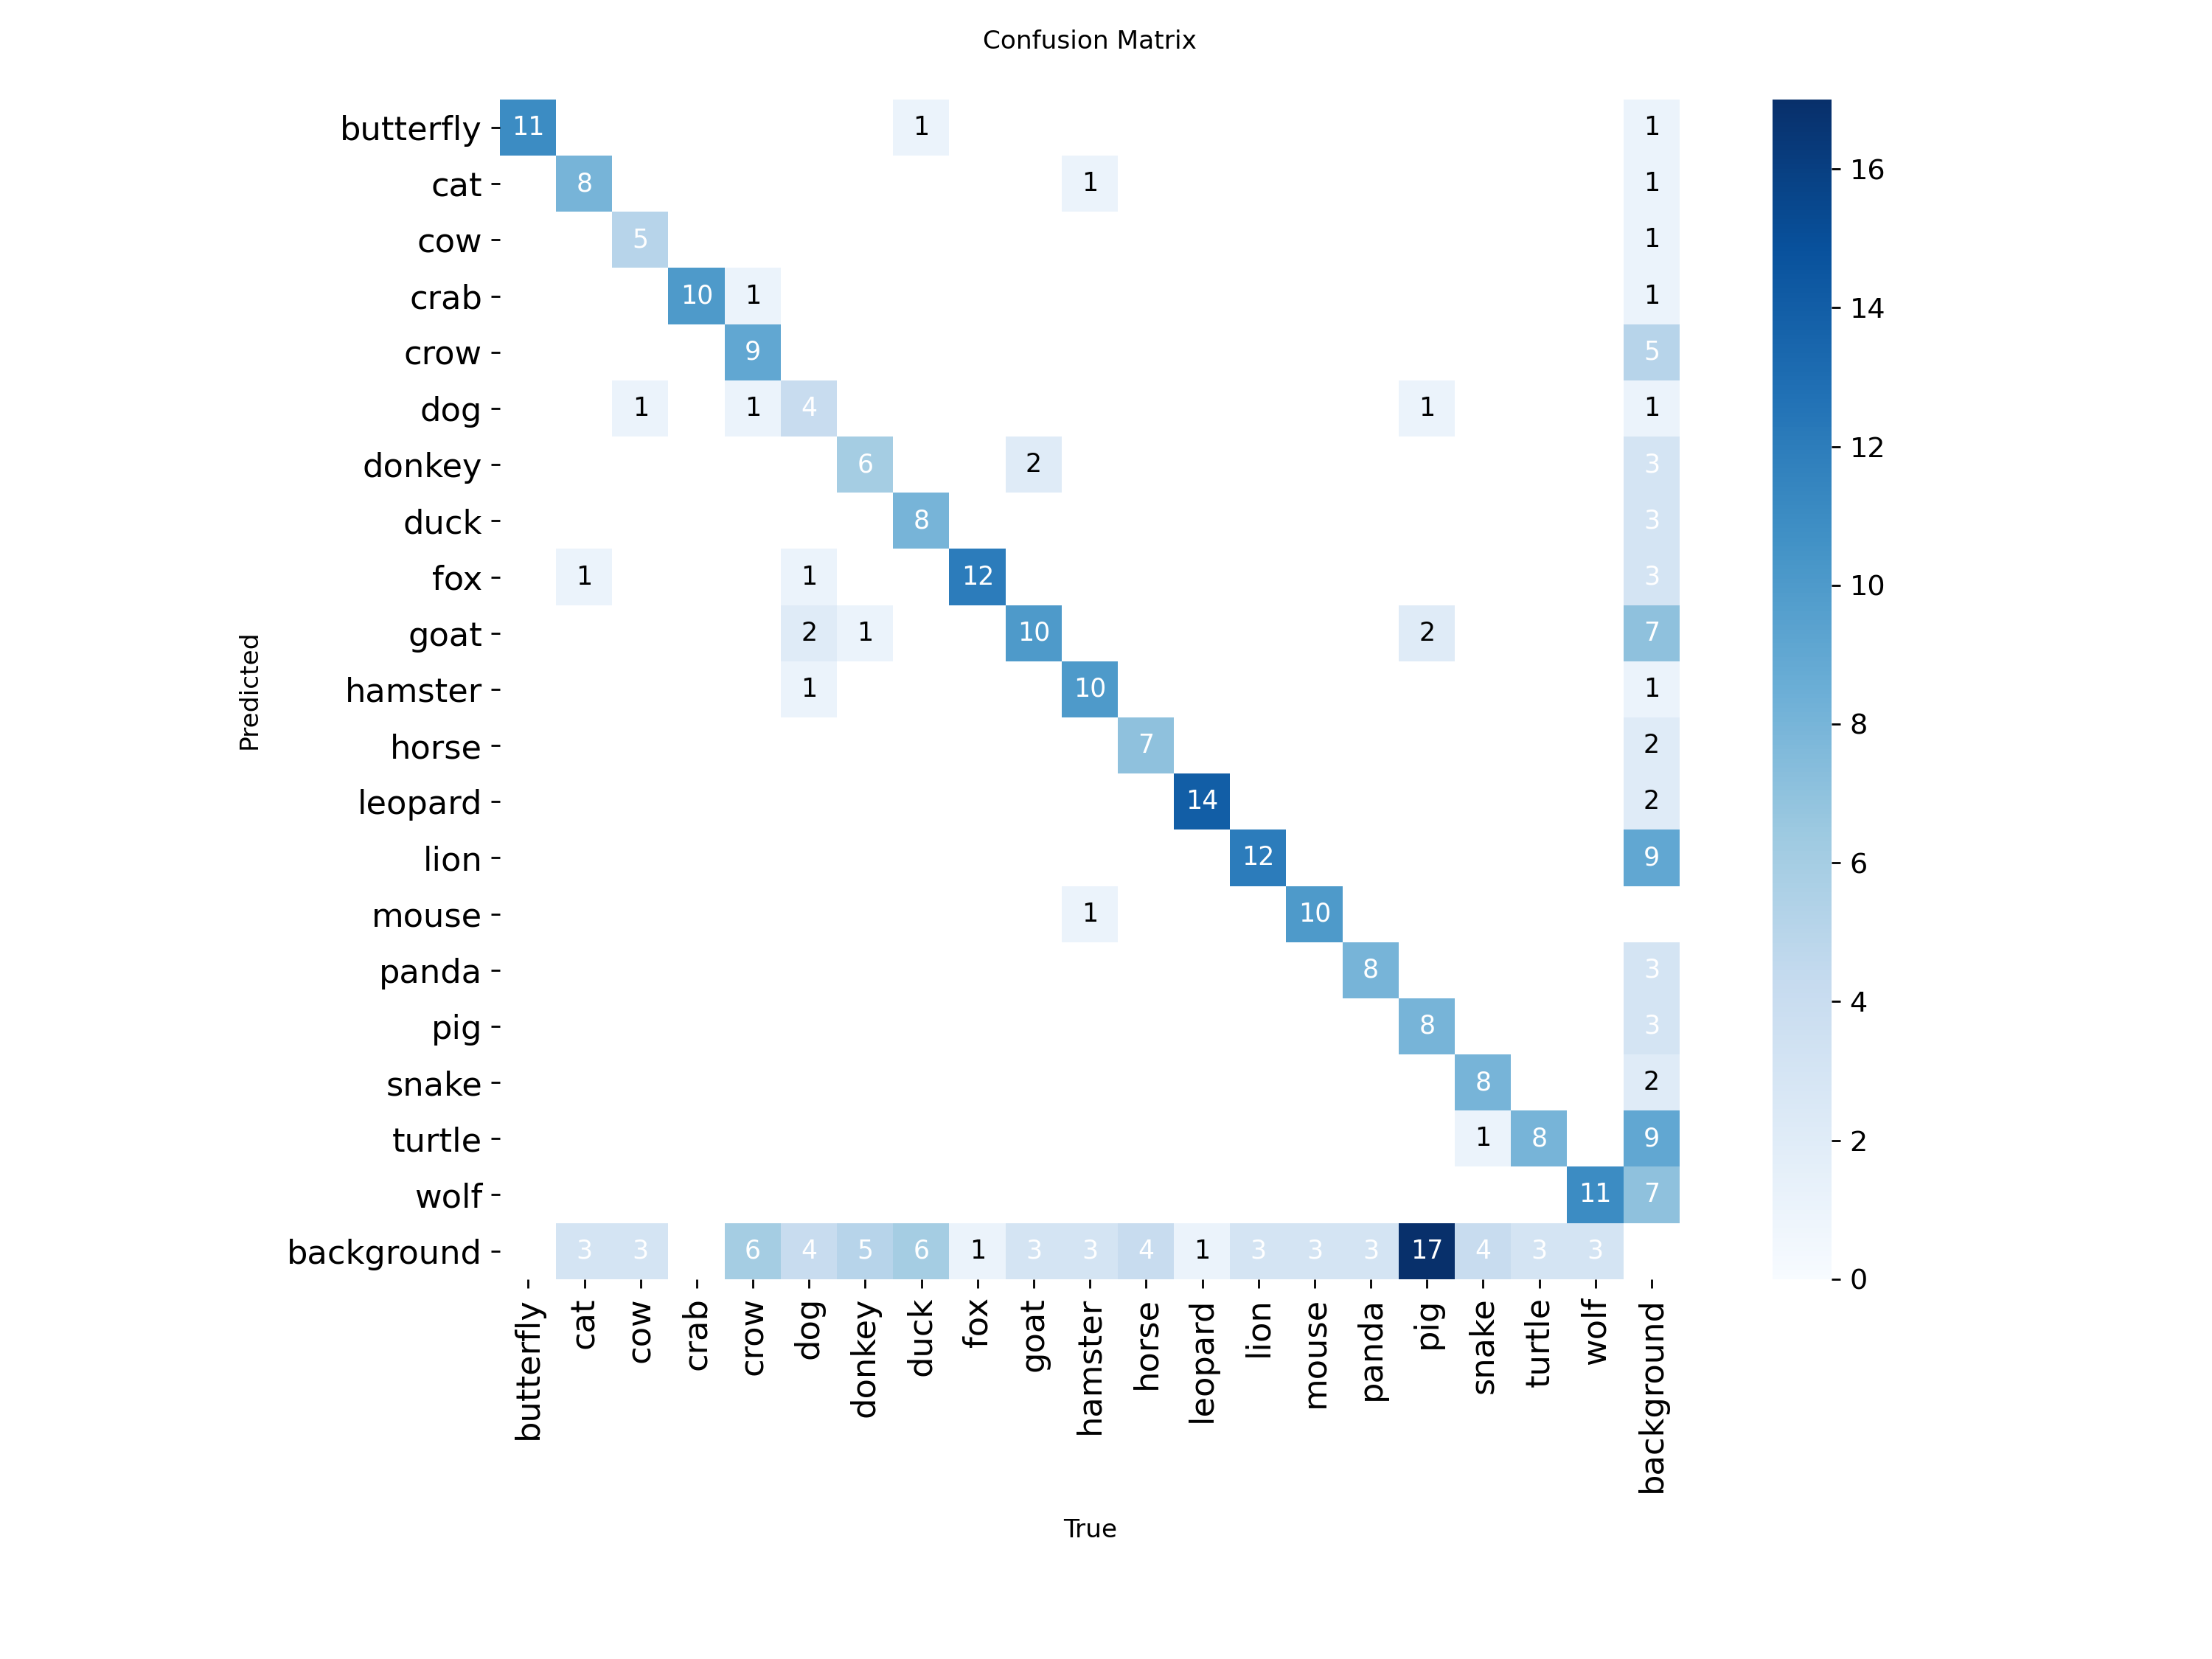 Confusion Matrix
butterfly 11 1 1
cat 8 1 1
cow 5 1
crab 10 1 1
crow 9 5
dog 1 1 4 1 1
donkey 6 2 3
duck 8 3
fox 1 1 12 3
goat 2 1 10 2 7
hamster 1 10 1
horse 7 2
leopard 14 2
lion 12 9
mouse 1 10
panda 8 3
pig 8 3
snake 8 2
turtle 1 8 9
wolf 11 7
background 3 3 6 4 5 6 1 3 3 4 1 3 3 3 17 4 3 3
Predicted
butterfly cat cow crab crow dog donkey duck fox goat hamster horse leopard lion mouse panda pig snake turtle wolf background
True
16
14
12
10
8
6
4
2
0